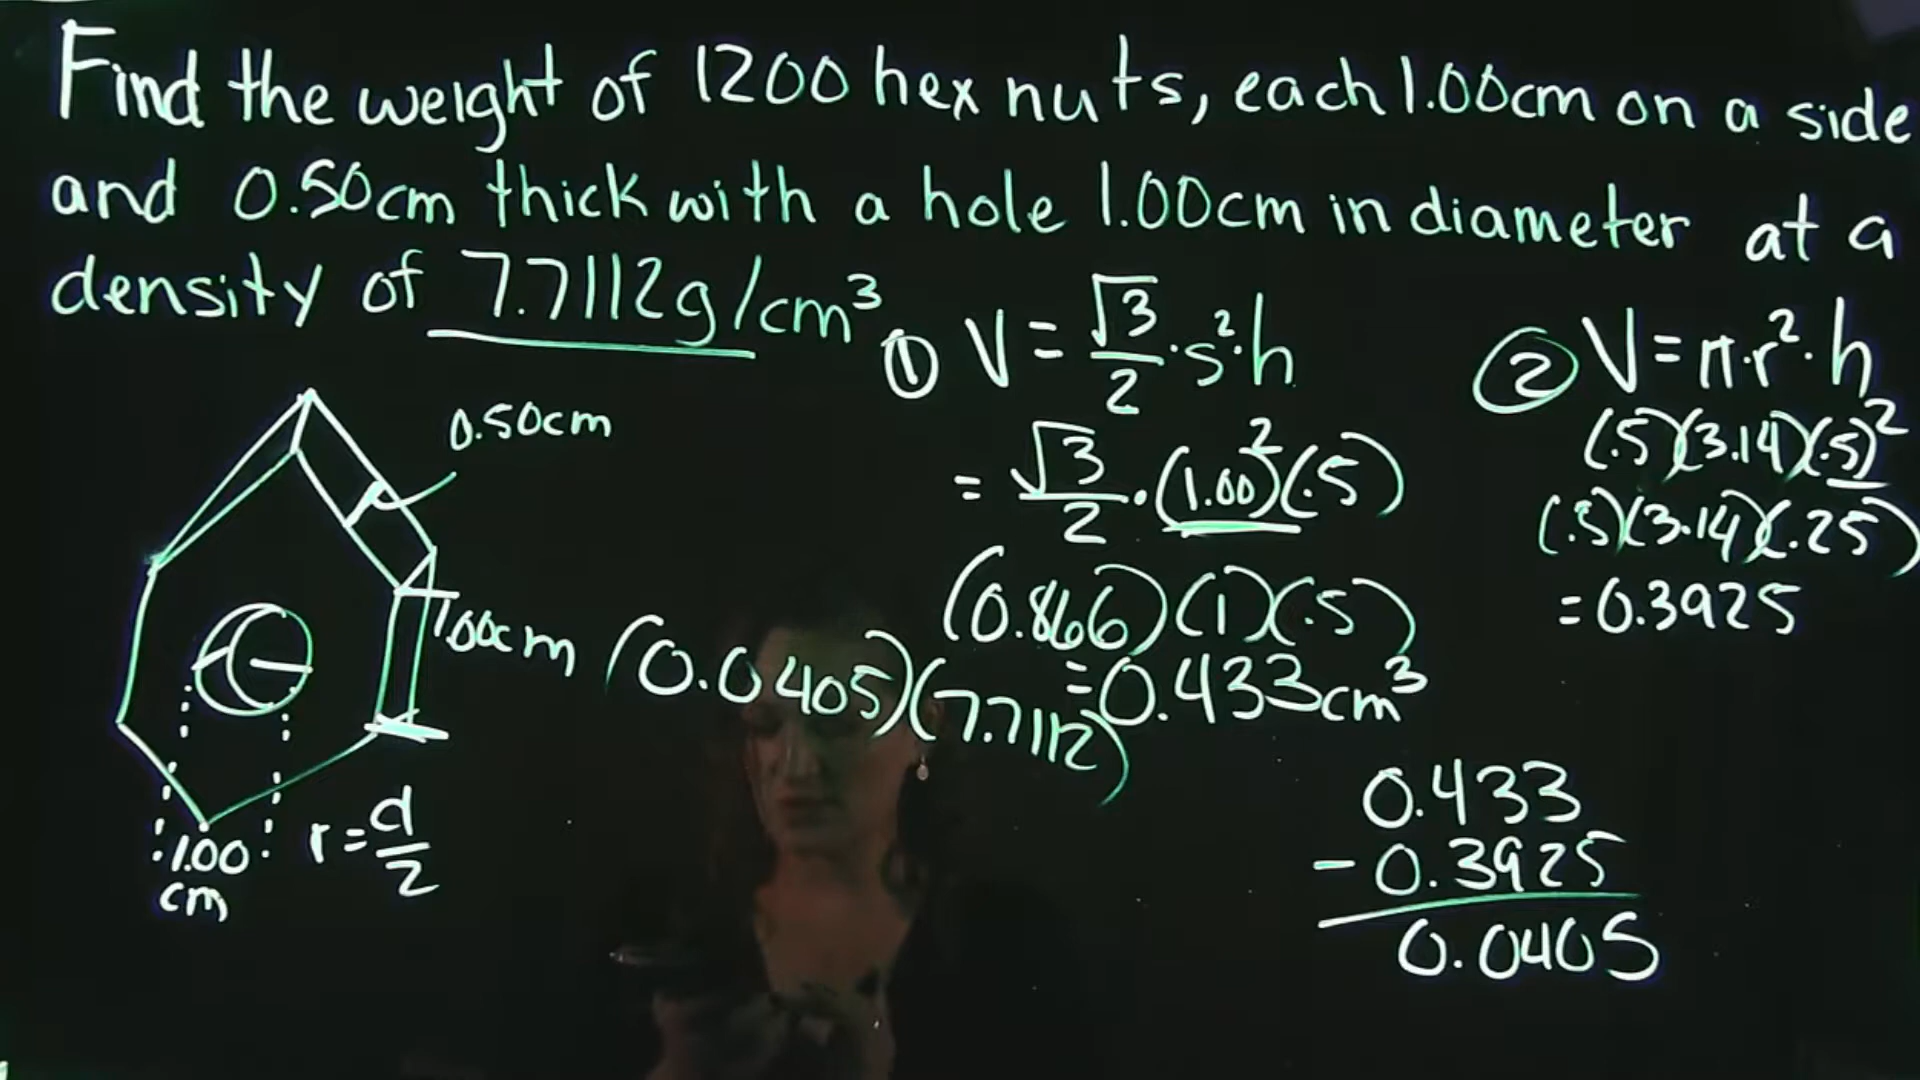 Find the weight of 1200 hex nuts, each 1.00cm on a side
and 0.50cm thick with a hole 1.00cm in diameter at a
density of 7.7112g/cm³
① V = √3/2 · s² · h
= √3/2 · (1.00)²(.5)
(0.866)(1)(.5)
= 0.433cm³
② V = π · r² · h
(.5)(3.14)(.5)²
(.5)(3.14)(.25)
= 0.3925
0.50cm
1.00cm
1.00
cm
r = d/2
(0.0405)(7.7112)
0.433
- 0.3925
0.0405